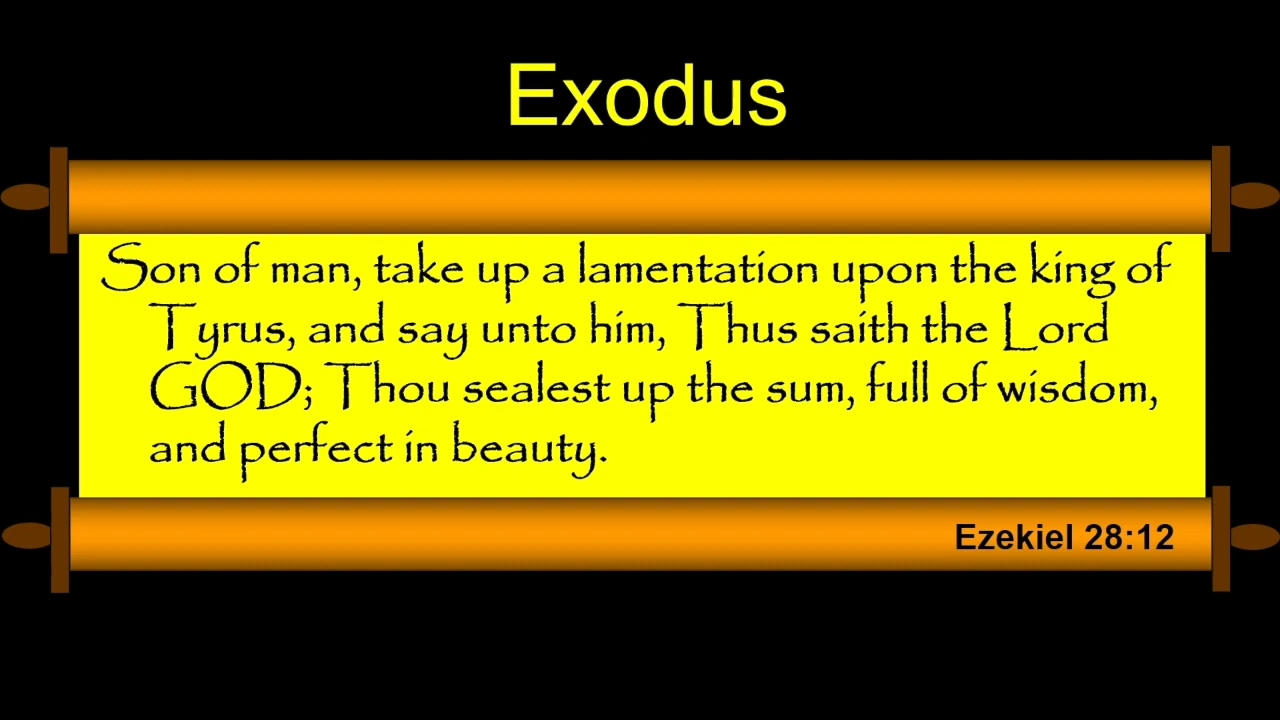 Exodus
Son of man, take up a lamentation upon the king of
Tyrus, and say unto him, Thus saith the Lord
GOD; Thou sealest up the sum, full of wisdom,
and perfect in beauty.
Ezekiel 28:12